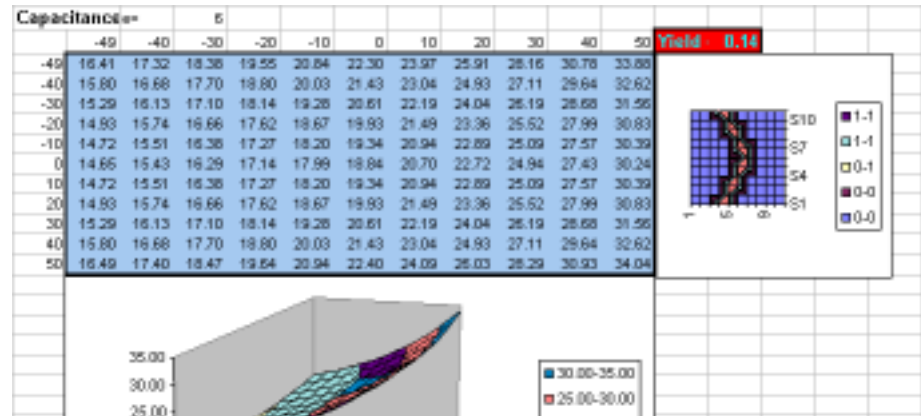 Capacitance 6
-49 -40 -30 -20 -10 0 10 20 30 40 50 Yield 0.14
-49 16.41 17.32 18.38 19.55 20.84 22.30 23.97 25.91 28.16 30.78 33.88
-40 15.80 16.68 17.70 18.80 20.03 21.43 23.04 24.93 27.11 29.64 32.62
-30 15.29 16.13 17.10 18.14 19.28 20.61 22.19 24.04 26.19 28.68 31.56
-20 14.93 15.74 16.66 17.62 18.67 19.93 21.49 23.36 25.52 27.99 30.83
-10 14.72 15.51 16.38 17.27 18.20 19.34 20.94 22.89 25.09 27.57 30.39
0 14.65 15.43 16.29 17.14 17.99 18.84 20.70 22.72 24.94 27.43 30.24
10 14.72 15.51 16.38 17.27 18.20 19.34 20.94 22.89 25.09 27.57 30.39
20 14.93 15.74 16.66 17.62 18.67 19.93 21.49 23.36 25.52 27.99 30.83
30 15.29 16.13 17.10 18.14 19.28 20.61 22.19 24.04 26.19 28.68 31.56
40 15.80 16.68 17.70 18.80 20.03 21.43 23.04 24.93 27.11 29.64 32.62
50 16.49 17.40 18.47 19.64 20.94 22.40 24.09 26.03 28.29 30.93 34.04
S10
S7
S4
S1
1
1-1
1-1
0-1
0-0
0-0
35.00
30.00
25.00
30.00-35.00
25.00-30.00